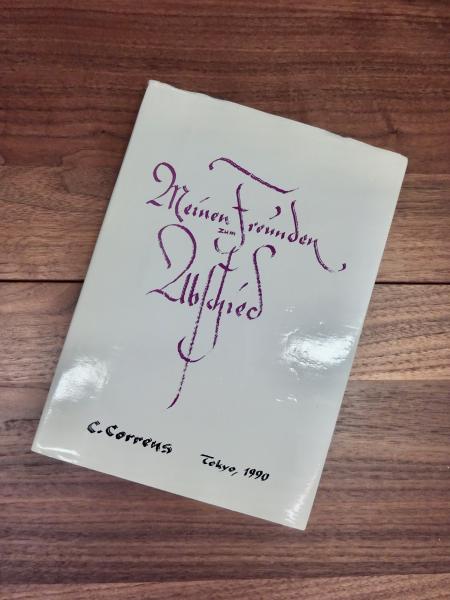 Meinen Freunden
zum
Abschied
C. Correns
Tokyo, 1990